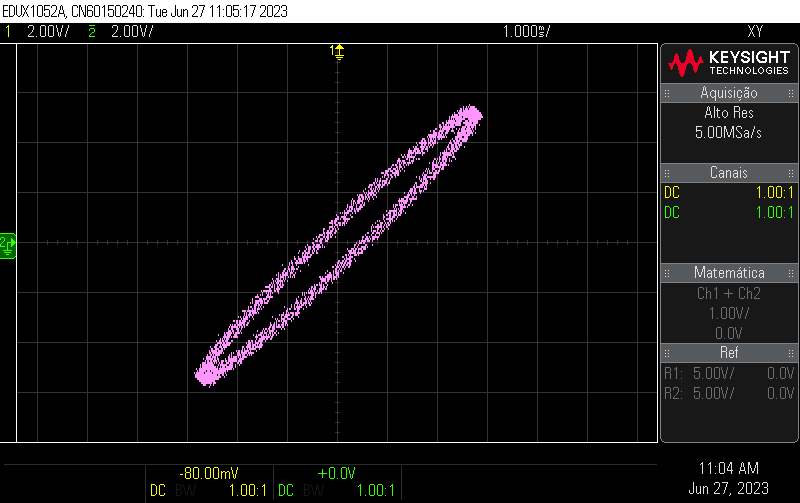 EDUX1052A, CN60150240: Tue Jun 27 11:05:17 2023
1 2.00V/ 2 2.00V/ 1.000ms/ XY
1
KEYSIGHT
TECHNOLOGIES
Aquisição
Alto Res
5.00MSa/s
Canais
DC 1.00:1
DC 1.00:1
2
Matemática
Ch1 + Ch2
1.00V/
0.0V
Ref
R1: 5.00V/ 0.0V
R2: 5.00V/ 0.0V
-80.00mV +0.0V
DC BW 1.00:1 DC BW 1.00:1
11:04 AM
Jun 27, 2023